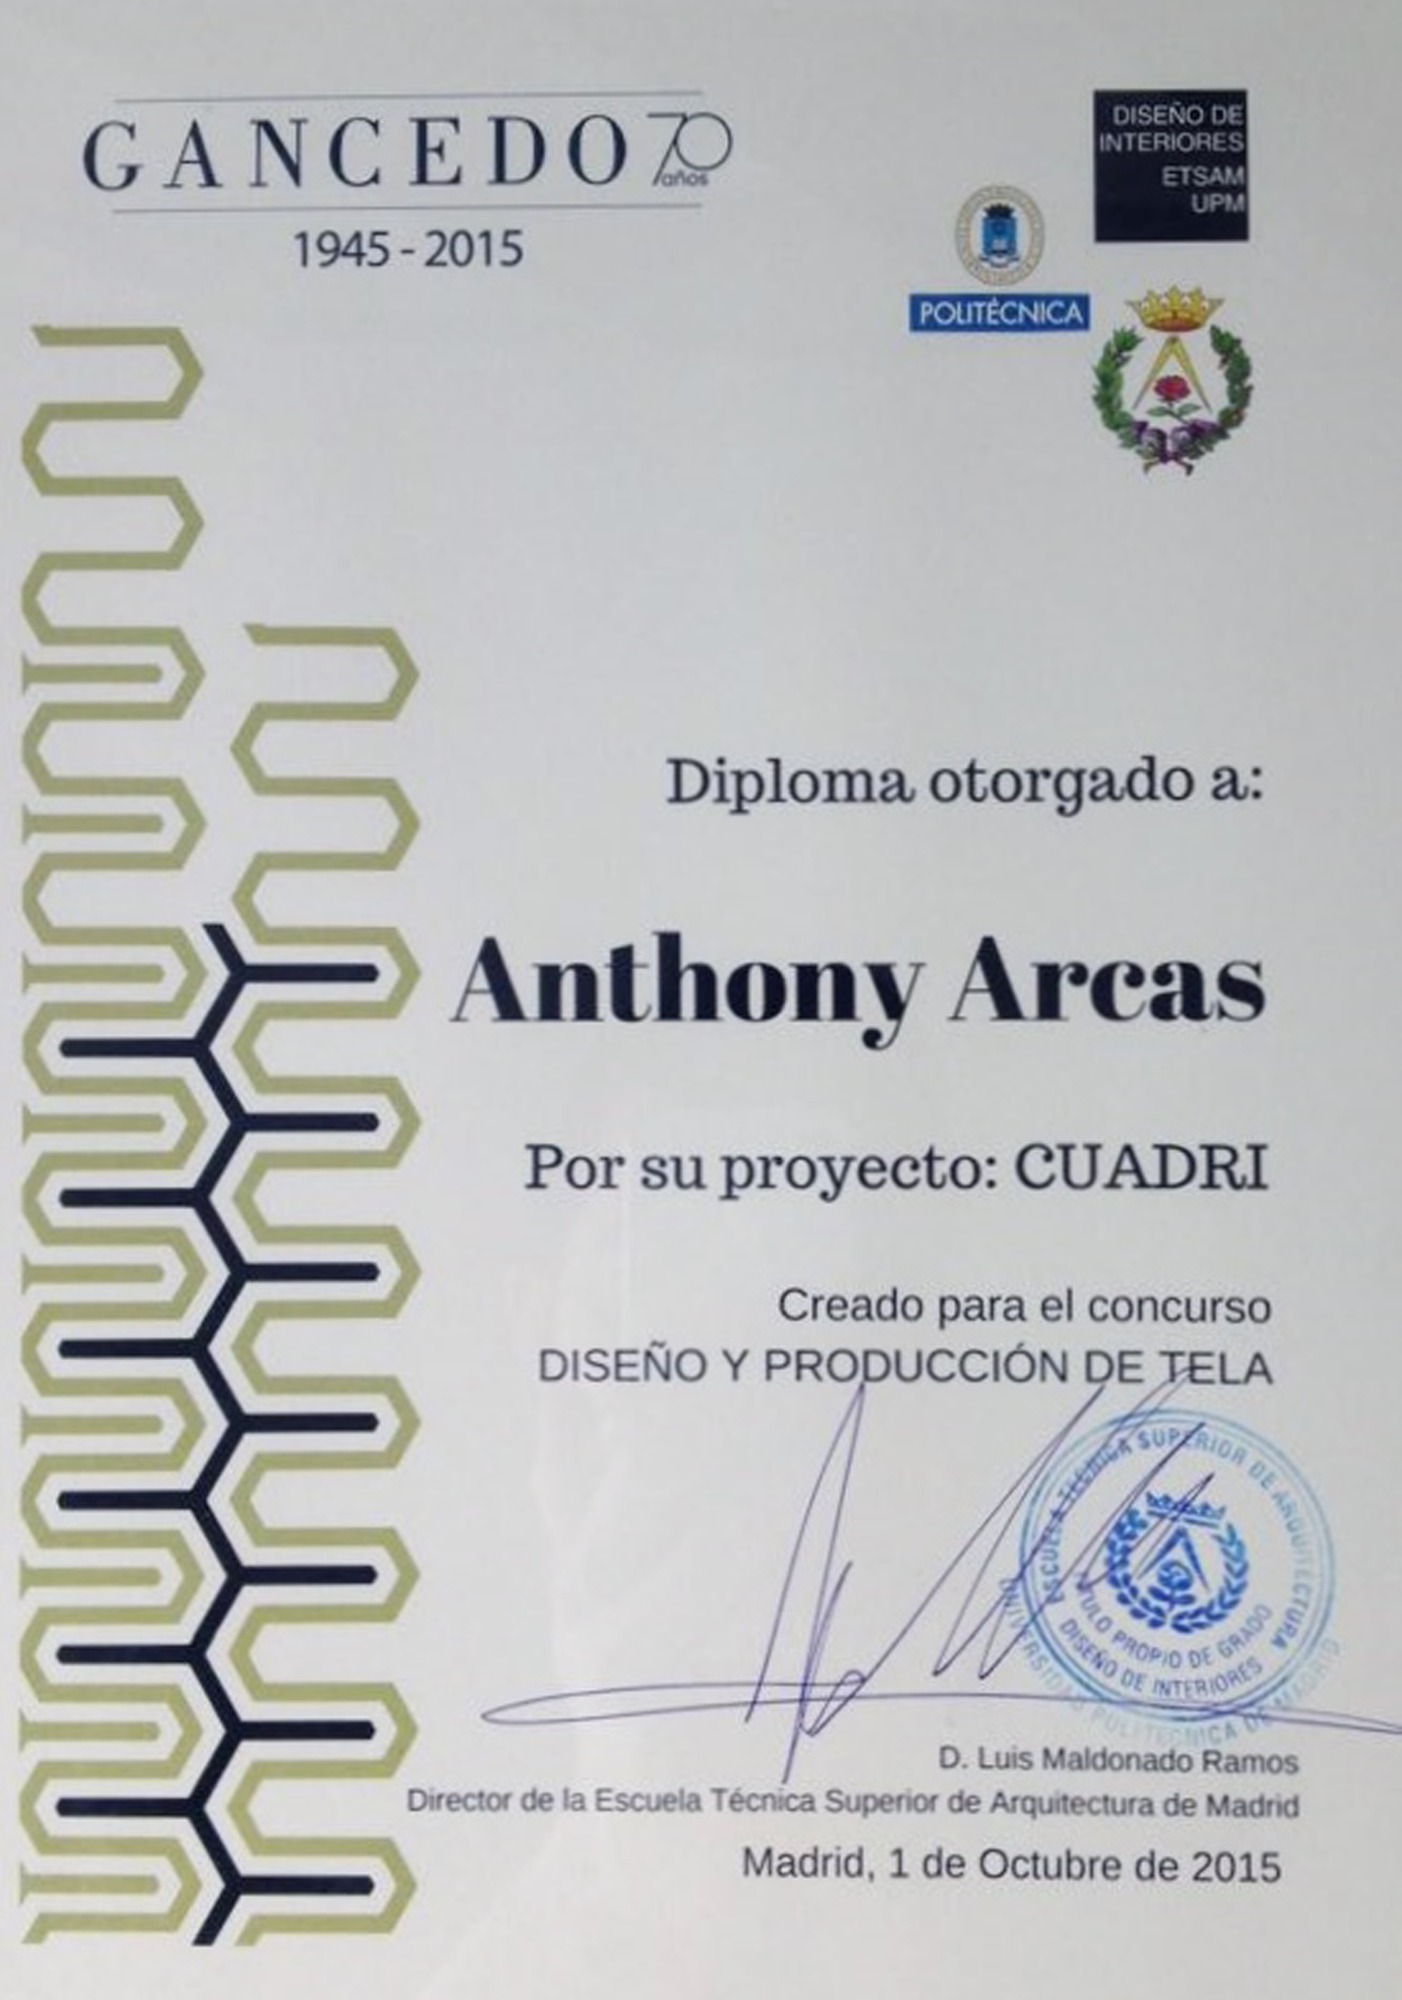 GANCEDO 70
años
1945 - 2015
DISEÑO DE
INTERIORES
ETSAM
UPM
POLITÉCNICA
Diploma otorgado a:
Anthony Arcas
Por su proyecto: CUADRI
Creado para el concurso
DISEÑO Y PRODUCCIÓN DE TELA
ESCUELA TÉCNICA SUPERIOR DE ARQUITECTURA
TÍTULO PROPIO DE GRADO
DISEÑO DE INTERIORES
UNIVERSIDAD POLITECNICA DE MADRID
D. Luis Maldonado Ramos
Director de la Escuela Técnica Superior de Arquitectura de Madrid
Madrid, 1 de Octubre de 2015